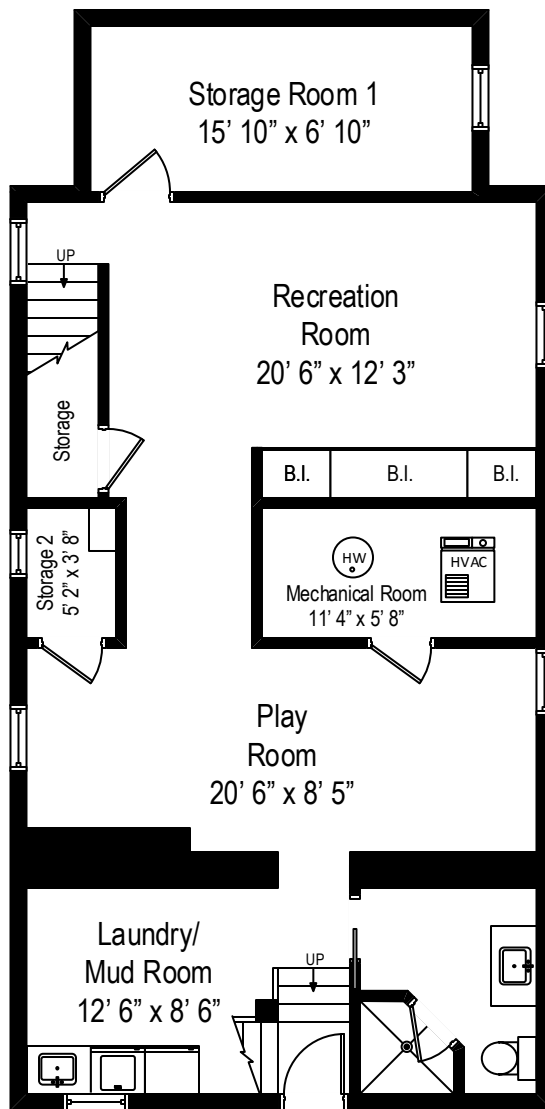 Storage Room 1
15’ 10” x 6’ 10”
UP
Recreation
Room
20’ 6” x 12’ 3”
Storage
B.I.
B.I.
B.I.
Storage 2
5’ 2” x 3’ 8”
HW
HVAC
Mechanical Room
11’ 4” x 5’ 8”
Play
Room
20’ 6” x 8’ 5”
Laundry/
Mud Room
12’ 6” x 8’ 6”
UP